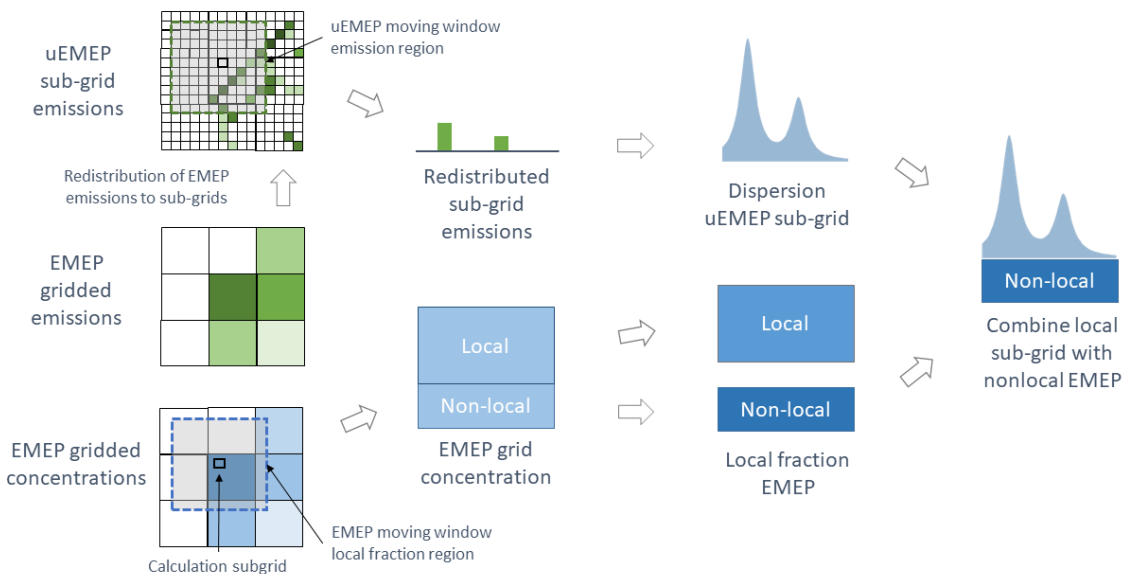 uEMEP
sub-grid
emissions
uEMEP moving window
emission region
Redistribution of EMEP
emissions to sub-grids
Redistributed
sub-grid
emissions
Dispersion
uEMEP sub-grid
EMEP
gridded
emissions
Local
Non-local
EMEP grid
concentration
Local
Non-local
Local fraction
EMEP
Non-local
Combine local
sub-grid with
nonlocal EMEP
EMEP gridded
concentrations
EMEP moving window
local fraction region
Calculation subgrid